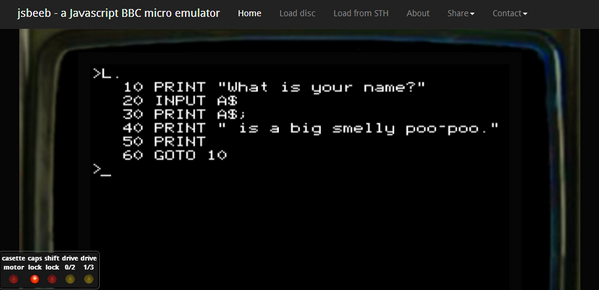 jsbeeb - a Javascript BBC micro emulator Home Load disc Load from STH About Share Contact
>L.
10 PRINT "What is your name?"
20 INPUT A$
30 PRINT A$;
40 PRINT " is a big smelly poo-poo."
50 PRINT
60 GOTO 10
>_
casette caps shift drive drive
motor lock lock 0/2 1/3